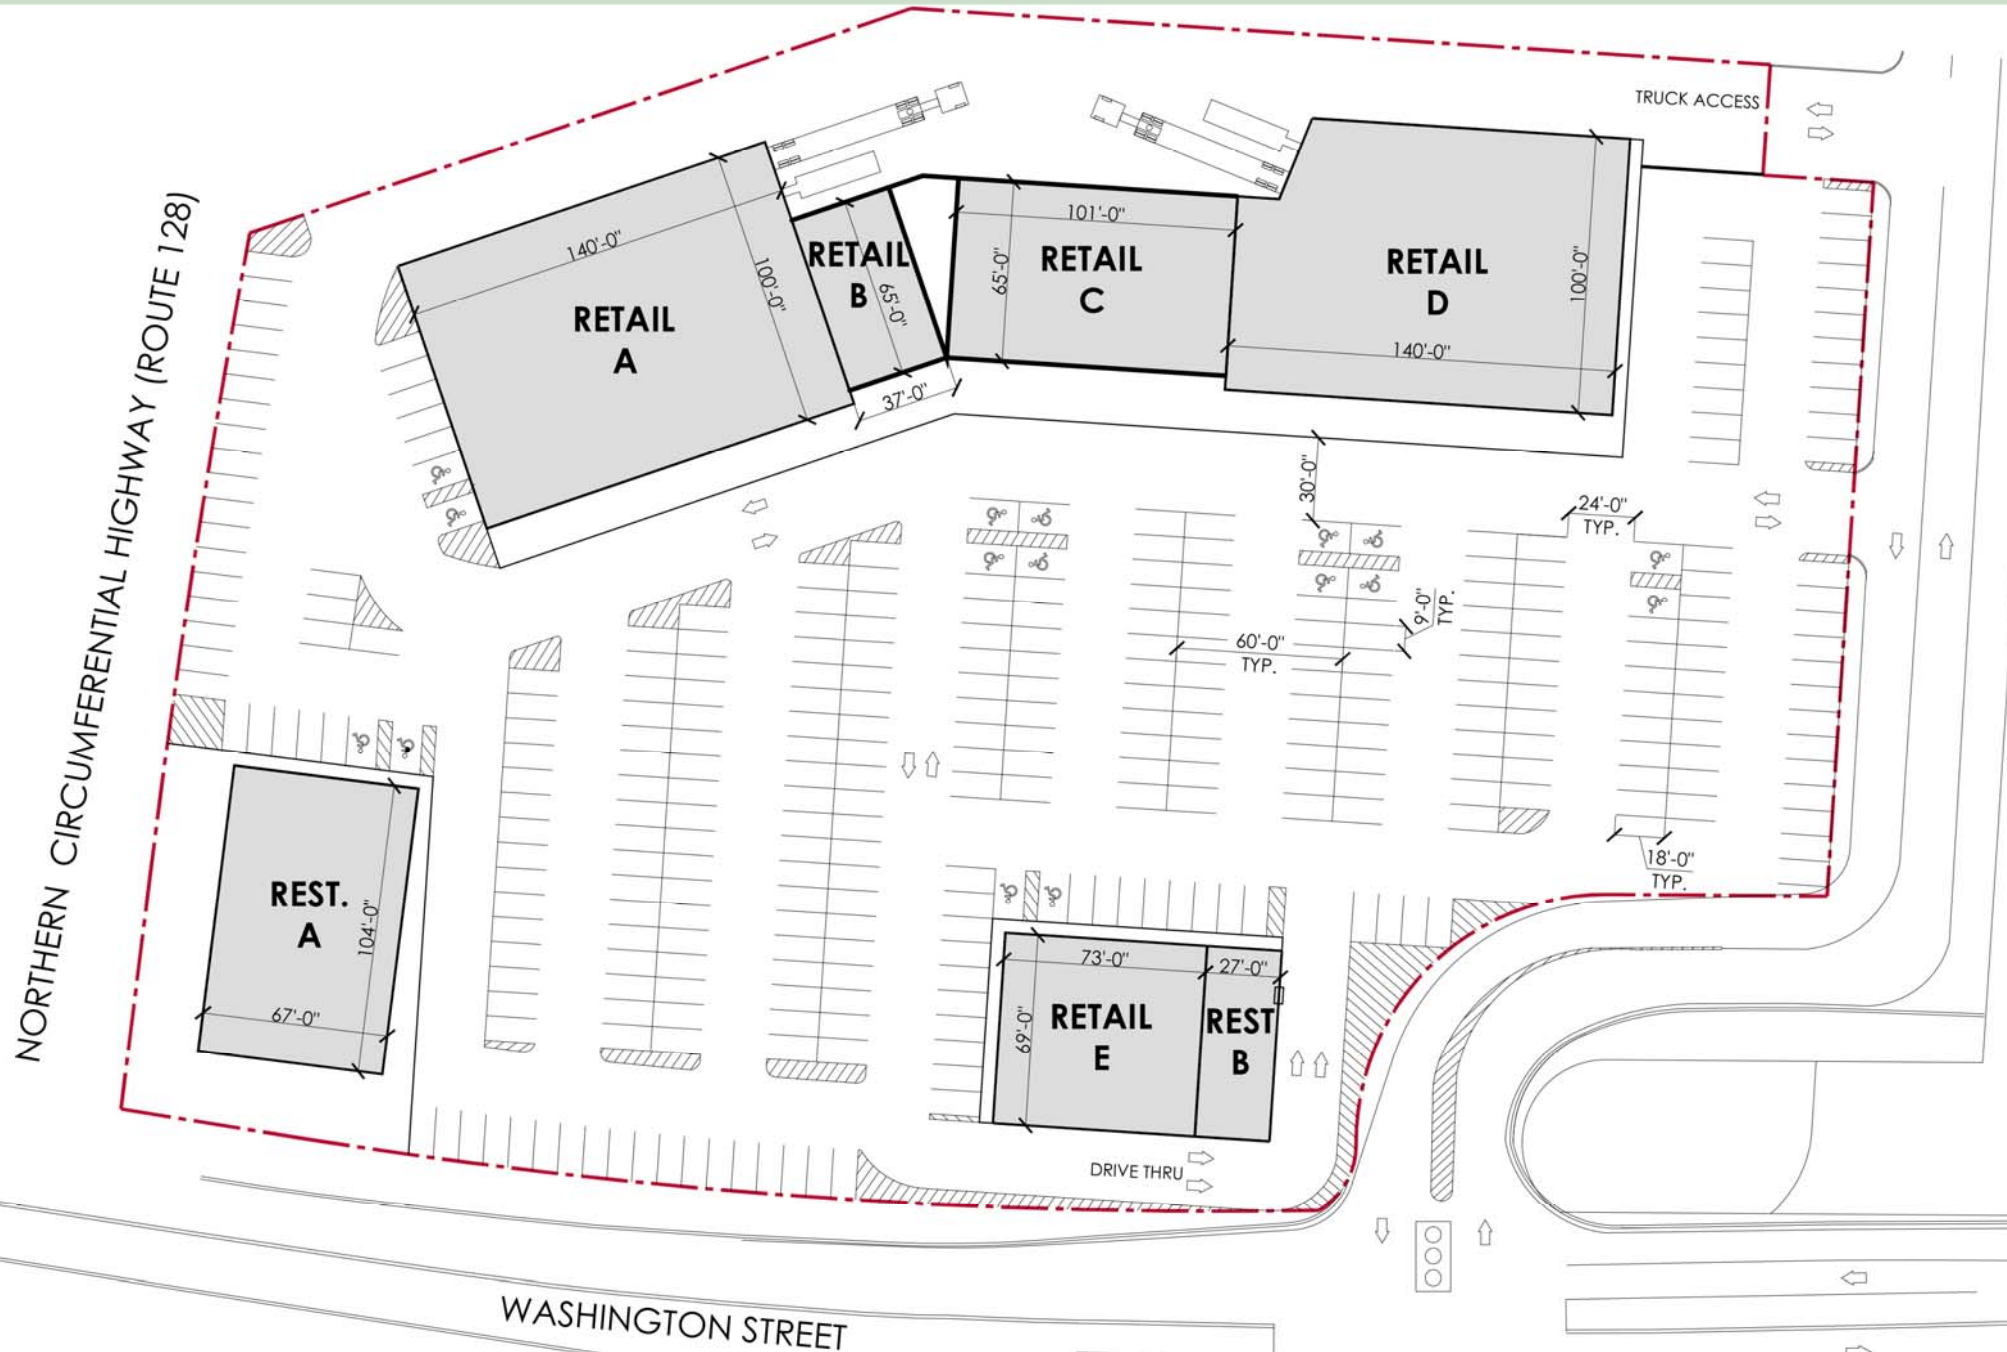 TRUCK ACCESS
NORTHERN CIRCUMFERENTIAL HIGHWAY (ROUTE 128)
140'-0"
100'-0"
RETAIL
A
RETAIL
B
65'-0"
37'-0"
101'-0"
65'-0"
RETAIL
C
RETAIL
D
100'-0"
140'-0"
30'-0"
24'-0"
TYP.
9'-0"
TYP.
60'-0"
TYP.
18'-0"
TYP.
REST.
A
104'-0"
67'-0"
73'-0"
27'-0"
69'-0"
RETAIL
E
REST
B
DRIVE THRU
WASHINGTON STREET